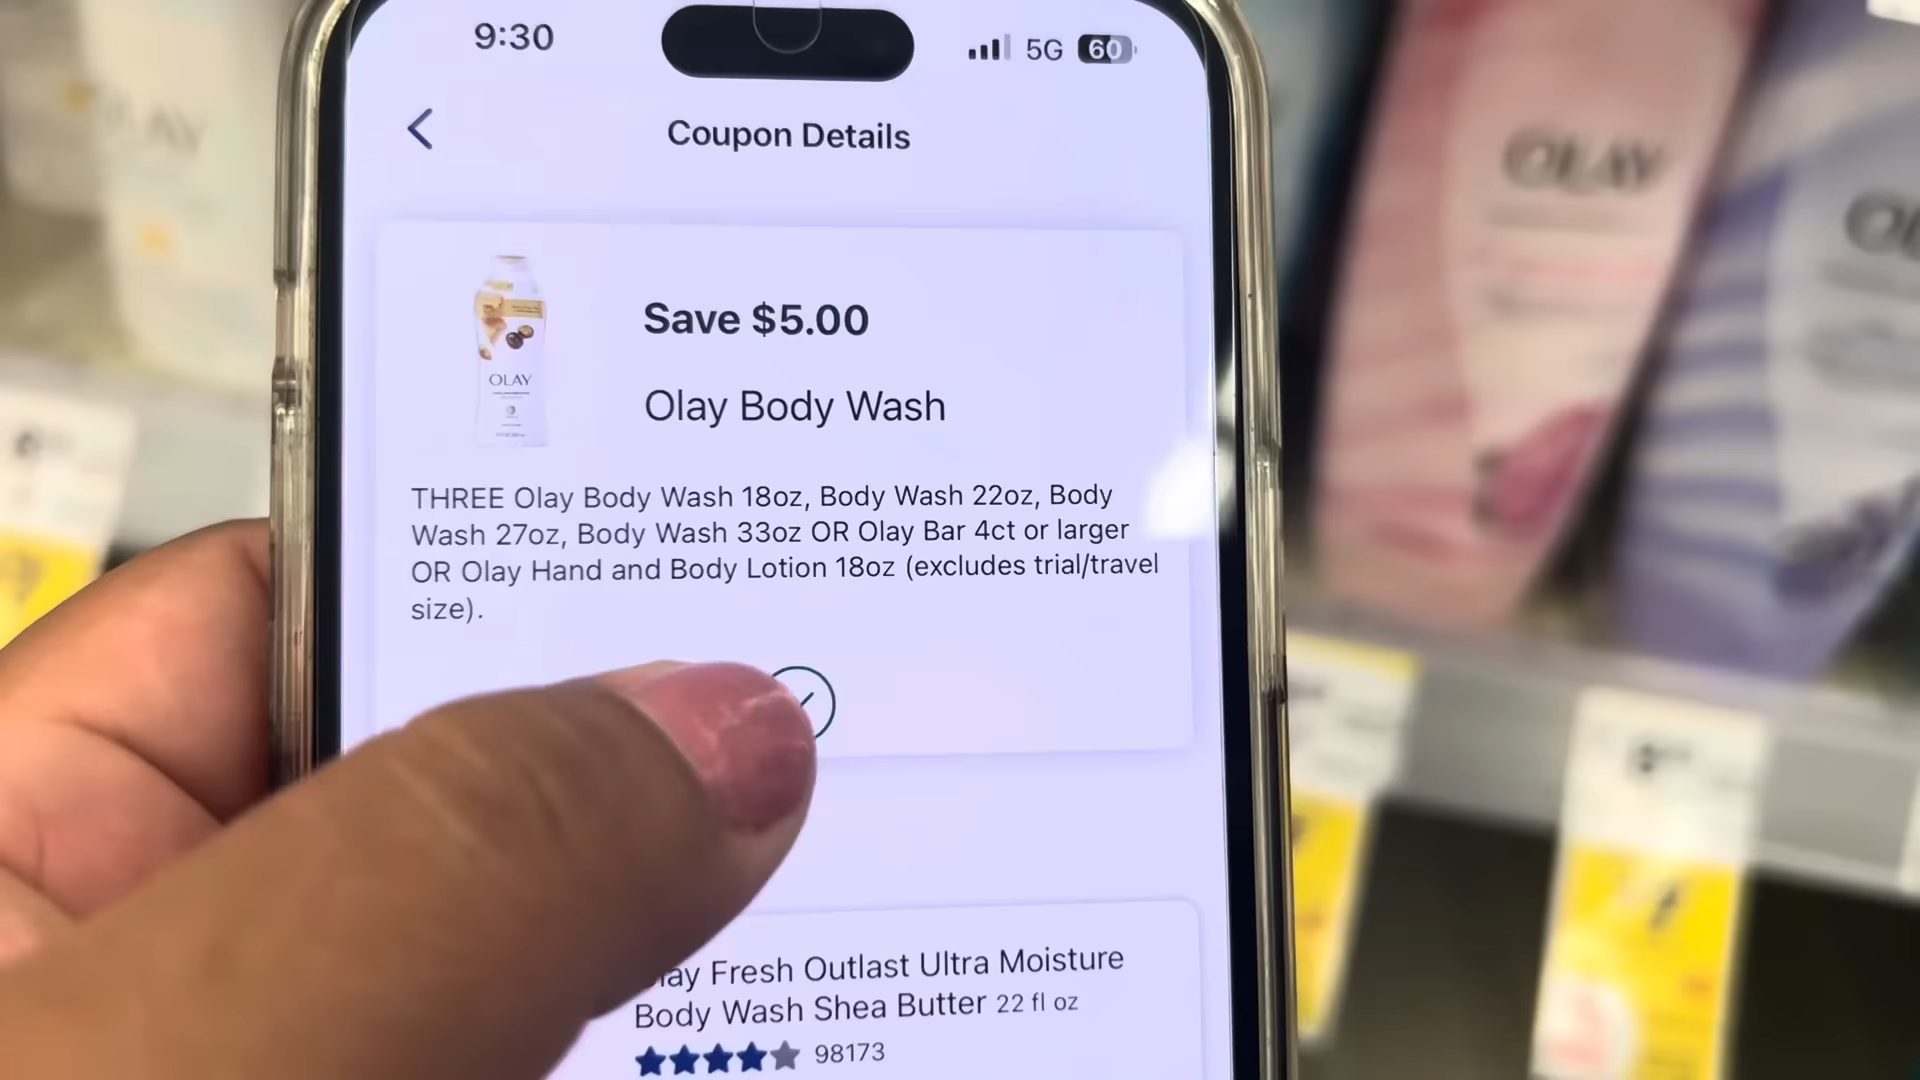 9:30
5G 60
Coupon Details
Save $5.00
OLAY
Olay Body Wash
THREE Olay Body Wash 18oz, Body Wash 22oz, Body
Wash 27oz, Body Wash 33oz OR Olay Bar 4ct or larger
OR Olay Hand and Body Lotion 18oz (excludes trial/travel
size).
Fresh Outlast Ultra Moisture
Body Wash Shea Butter 22 fl oz
98173
OLAY